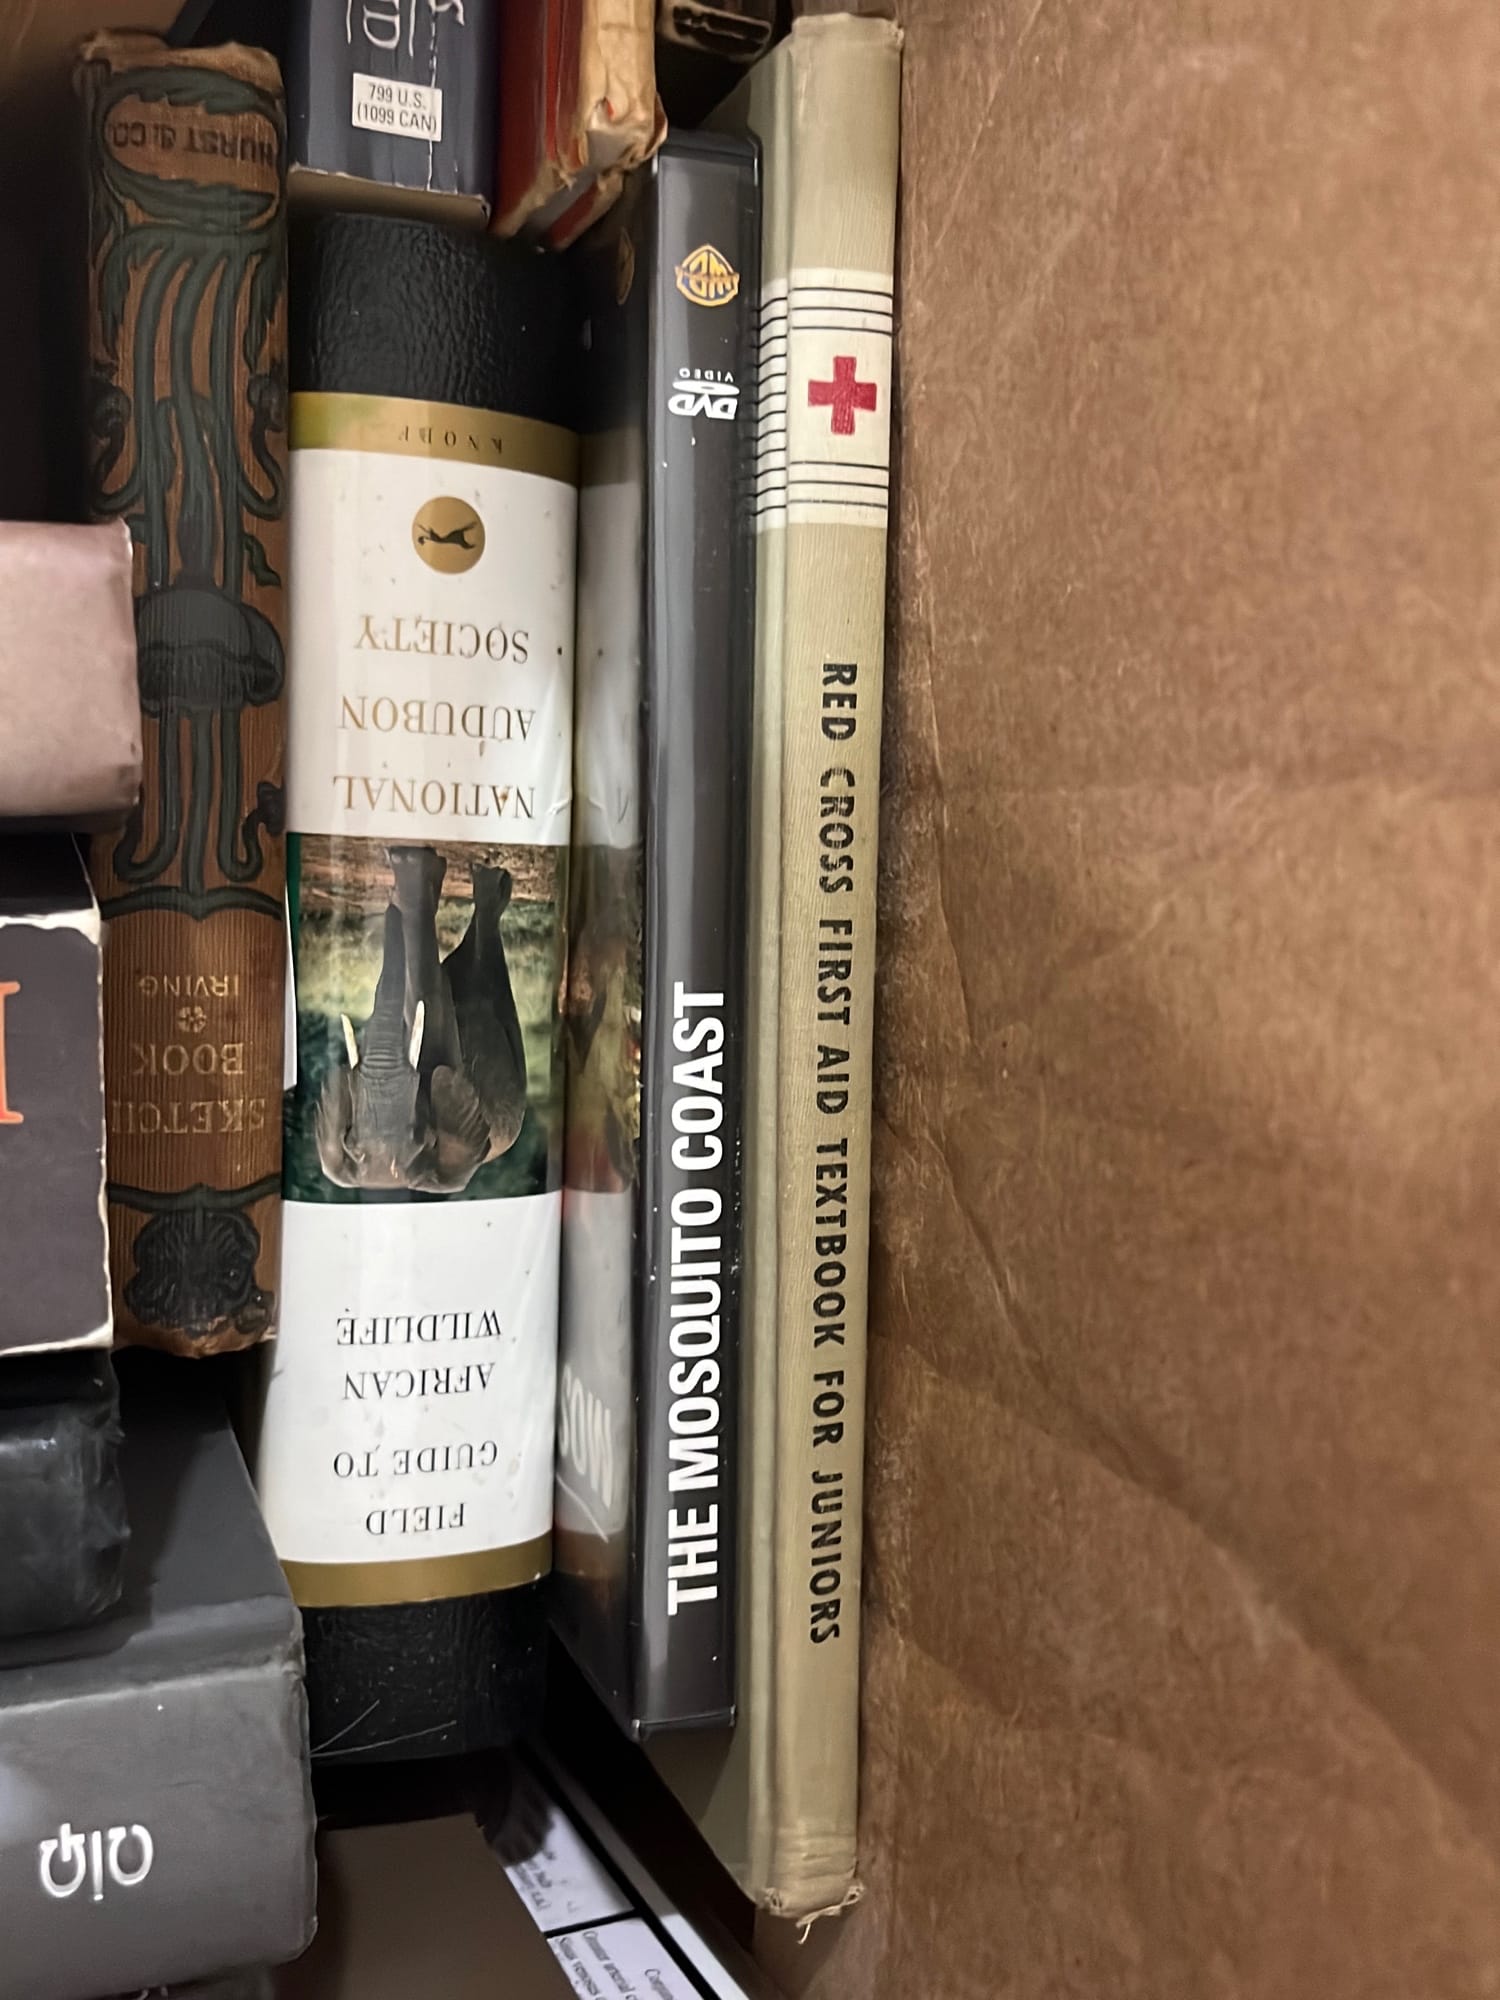 799 U.S.
(1099 CAN)
HURST & CO.
SKETCH
BOOK
IRVING
FIELD
GUIDE TO
AFRICAN
WILDLIFE
NATIONAL
AUDUBON
SOCIETY
KNOPF
THE MOSQUITO COAST
DVD
VIDEO
RED CROSS FIRST AID TEXTBOOK FOR JUNIORS